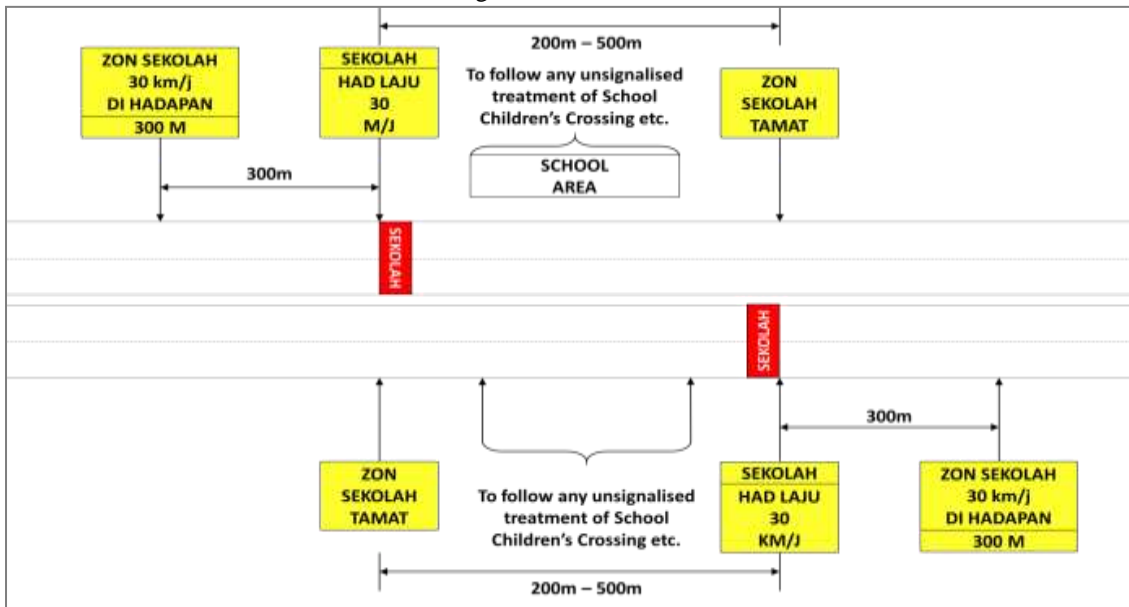 200m – 500m
ZON SEKOLAH
30 km/j
DI HADAPAN
300 M
SEKOLAH
HAD LAJU
30
M/J
To follow any unsignalised
treatment of School
Children's Crossing etc.
ZON
SEKOLAH
TAMAT
SCHOOL
AREA
300m
SEKOLAH
SEKOLAH
300m
ZON
SEKOLAH
TAMAT
To follow any unsignalised
treatment of School
Children's Crossing etc.
SEKOLAH
HAD LAJU
30
KM/J
ZON SEKOLAH
30 km/j
DI HADAPAN
300 M
200m – 500m